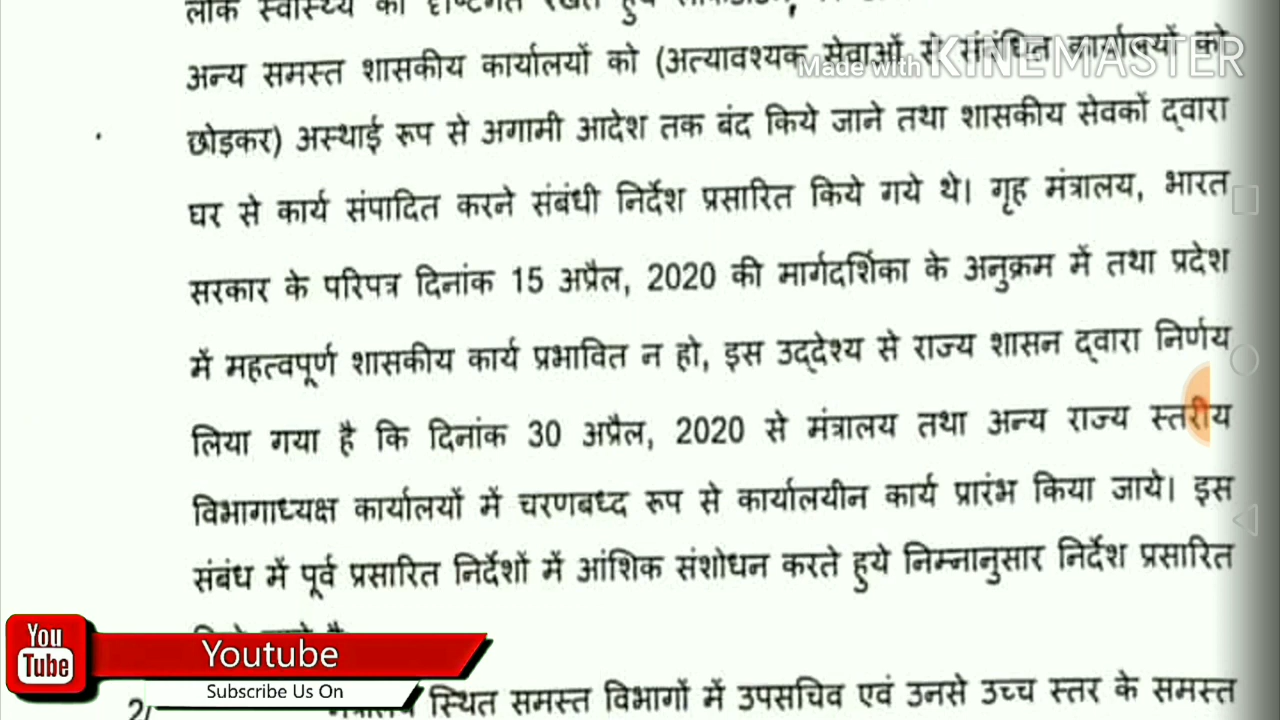 लोक स्वास्थ्य को दृष्टिगत रखते हुये
अन्य समस्त शासकीय कार्यालयों को (अत्यावश्यक सेवाओं से संबंधित कार्यालयों को
Made with KINEMASTER
छोड़कर) अस्थाई रूप से अगामी आदेश तक बंद किये जाने तथा शासकीय सेवकों द्वारा
घर से कार्य संपादित करने संबंधी निर्देश प्रसारित किये गये थे। गृह मंत्रालय, भारत
सरकार के परिपत्र दिनांक 15 अप्रैल, 2020 की मार्गदर्शिका के अनुक्रम में तथा प्रदेश
में महत्वपूर्ण शासकीय कार्य प्रभावित न हो, इस उद्देश्य से राज्य शासन द्वारा निर्णय
लिया गया है कि दिनांक 30 अप्रैल, 2020 से मंत्रालय तथा अन्य राज्य स्तरीय
विभागाध्यक्ष कार्यालयों में चरणबध्द रूप से कार्यालयीन कार्य प्रारंभ किया जाये। इस
संबंध में पूर्व प्रसारित निर्देशों में आंशिक संशोधन करते हुये निम्नानुसार निर्देश प्रसारित
You Tube
Youtube
Subscribe Us On
2/ स्थित समस्त विभागों में उपसचिव एवं उनसे उच्च स्तर के समस्त